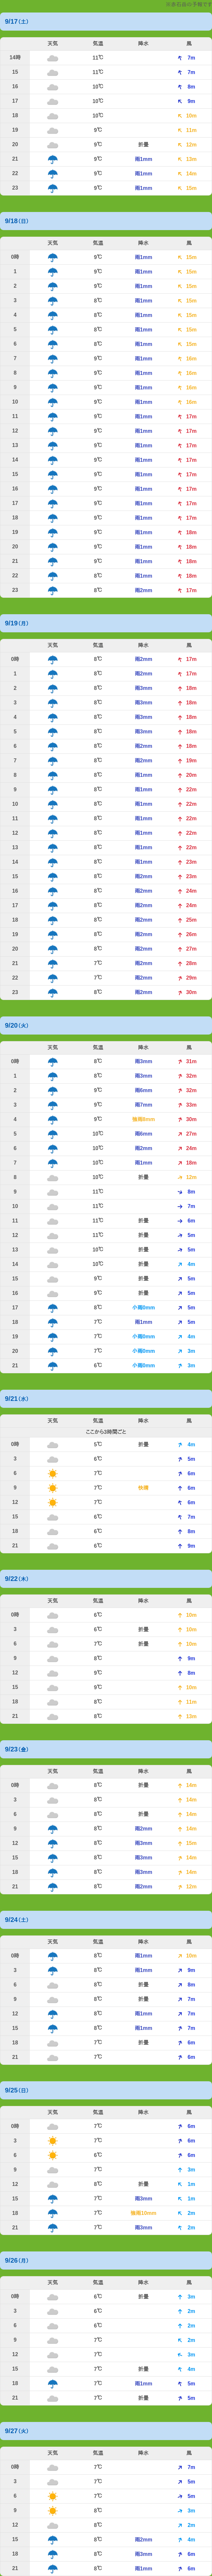 9/17(土)
天気 気温 降水 風
14時 11℃ 7m
15 11℃ 7m
16 10℃ 8m
17 10℃ 9m
18 10℃ 10m
19 9℃ 11m
20 9℃ 折曇 12m
21 9℃ 雨1mm 13m
22 9℃ 雨1mm 14m
23 9℃ 雨1mm 15m
9/18(日)
天気 気温 降水 風
0時 9℃ 雨1mm 15m
1 9℃ 雨1mm 15m
2 9℃ 雨1mm 15m
3 9℃ 雨1mm 15m
4 9℃ 雨1mm 15m
5 9℃ 雨1mm 15m
6 9℃ 雨1mm 15m
7 9℃ 雨1mm 16m
8 9℃ 雨1mm 16m
9 9℃ 雨1mm 16m
10 9℃ 雨1mm 16m
11 9℃ 雨1mm 17m
12 9℃ 雨1mm 17m
13 9℃ 雨1mm 17m
14 9℃ 雨1mm 17m
15 9℃ 雨1mm 17m
16 9℃ 雨1mm 17m
17 9℃ 雨1mm 17m
18 9℃ 雨1mm 17m
19 9℃ 雨1mm 18m
20 9℃ 雨1mm 18m
21 9℃ 雨1mm 18m
22 9℃ 雨1mm 18m
23 9℃ 雨2mm 17m
9/19(月)
天気 気温 降水 風
0時 8℃ 雨2mm 17m
1 8℃ 雨2mm 17m
2 8℃ 雨3mm 18m
3 8℃ 雨3mm 18m
4 8℃ 雨3mm 18m
5 8℃ 雨3mm 18m
6 8℃ 雨2mm 18m
7 8℃ 雨2mm 19m
8 8℃ 雨1mm 20m
9 8℃ 雨1mm 22m
10 8℃ 雨1mm 22m
11 8℃ 雨1mm 22m
12 8℃ 雨1mm 22m
13 8℃ 雨1mm 22m
14 8℃ 雨1mm 23m
15 8℃ 雨2mm 23m
16 8℃ 雨2mm 24m
17 8℃ 雨2mm 24m
18 8℃ 雨2mm 25m
19 8℃ 雨2mm 26m
20 8℃ 雨2mm 27m
21 7℃ 雨2mm 28m
22 7℃ 雨2mm 29m
23 8℃ 雨2mm 30m
9/20(火)
天気 気温 降水 風
0時 8℃ 雨3mm 31m
1 8℃ 雨3mm 32m
2 9℃ 雨6mm 32m
3 9℃ 雨7mm 33m
4 9℃ 強雨8mm 30m
5 10℃ 雨6mm 27m
6 10℃ 雨2mm 24m
7 10℃ 雨1mm 18m
8 10℃ 折曇 12m
9 11℃ 8m
10 11℃ 7m
11 11℃ 折曇 6m
12 11℃ 折曇 5m
13 10℃ 折曇 5m
14 10℃ 折曇 4m
15 9℃ 折曇 5m
16 9℃ 折曇 5m
17 8℃ 小雨0mm 5m
18 7℃ 雨1mm 5m
19 7℃ 小雨0mm 4m
20 7℃ 小雨0mm 3m
21 6℃ 小雨0mm 3m
9/21(水)
天気 気温 降水 風
ここから3時間ごと
0時 5℃ 折曇 4m
3 6℃ 5m
6 7℃ 6m
9 7℃ 快晴 6m
12 7℃ 6m
15 6℃ 7m
18 6℃ 8m
21 6℃ 9m
9/22(木)
天気 気温 降水 風
0時 6℃ 10m
3 6℃ 折曇 10m
6 7℃ 折曇 10m
9 8℃ 9m
12 9℃ 8m
15 9℃ 10m
18 8℃ 11m
21 8℃ 13m
9/23(金)
天気 気温 降水 風
0時 8℃ 折曇 14m
3 8℃ 14m
6 8℃ 折曇 14m
9 8℃ 雨2mm 14m
12 8℃ 雨3mm 15m
15 8℃ 雨3mm 14m
18 8℃ 雨3mm 14m
21 8℃ 雨2mm 12m
9/24(土)
天気 気温 降水 風
0時 8℃ 雨1mm 10m
3 8℃ 雨1mm 9m
6 8℃ 折曇 8m
9 8℃ 折曇 7m
12 8℃ 雨1mm 7m
15 8℃ 雨1mm 7m
18 7℃ 折曇 6m
21 7℃ 6m
9/25(日)
天気 気温 降水 風
0時 7℃ 6m
3 7℃ 6m
6 7℃ 6m
9 7℃ 3m
12 8℃ 折曇 1m
15 7℃ 雨3mm 1m
18 7℃ 強雨10mm 2m
21 7℃ 雨3mm 2m
9/26(月)
天気 気温 降水 風
0時 6℃ 折曇 3m
3 6℃ 2m
6 6℃ 2m
9 7℃ 2m
12 7℃ 3m
15 7℃ 折曇 4m
18 7℃ 雨1mm 5m
21 7℃ 折曇 5m
9/27(火)
天気 気温 降水 風
0時 7℃ 7m
3 7℃ 5m
6 7℃ 5m
9 8℃ 3m
12 8℃ 2m
15 8℃ 雨2mm 4m
18 8℃ 雨3mm 6m
21 8℃ 雨1mm 6m